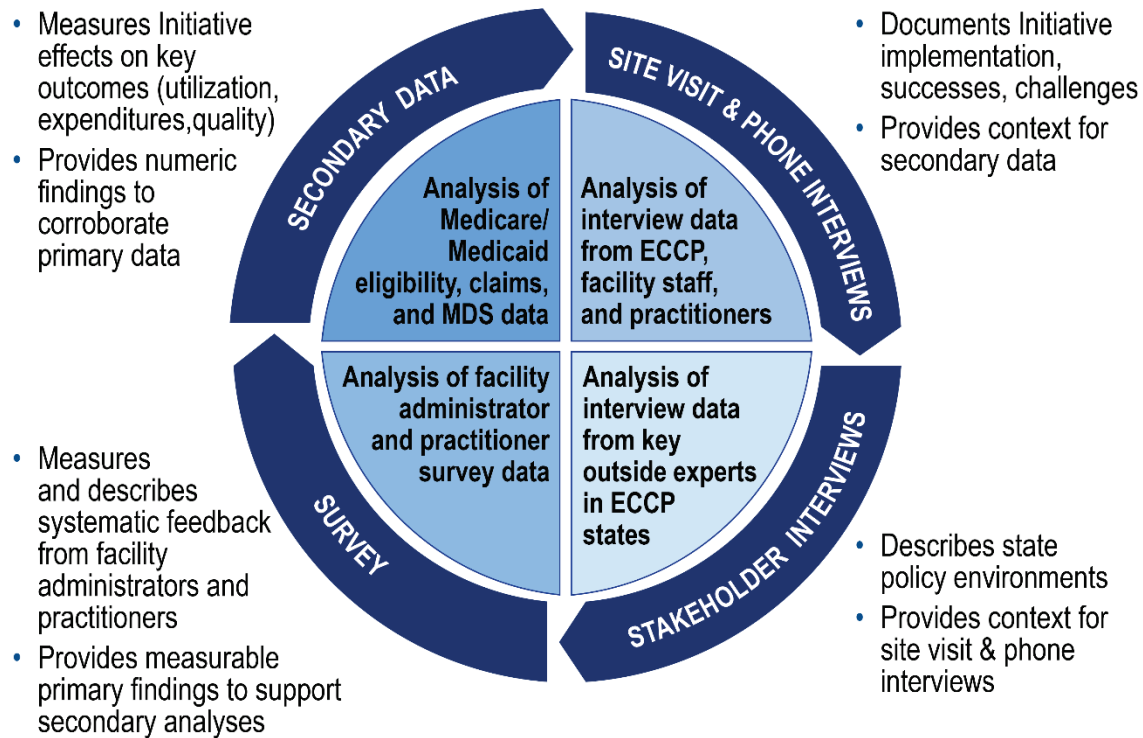 • Measures Initiative
effects on key
outcomes (utilization,
expenditures,quality)
• Provides numeric
findings to
corroborate
primary data
SECONDARY DATA
Analysis of
Medicare/
Medicaid
eligibility, claims,
and MDS data
SITE VISIT & PHONE INTERVIEWS
Analysis of
interview data
from ECCP,
facility staff,
and practitioners
• Documents Initiative
implementation,
successes, challenges
• Provides context for
secondary data
• Measures
and describes
systematic feedback
from facility
administrators and
practitioners
• Provides measurable
primary findings to support
secondary analyses
SURVEY
Analysis of facility
administrator
and practitioner
survey data
STAKEHOLDER INTERVIEWS
Analysis of
interview data
from key
outside experts
in ECCP
states
• Describes state
policy environments
• Provides context for
site visit & phone
interviews